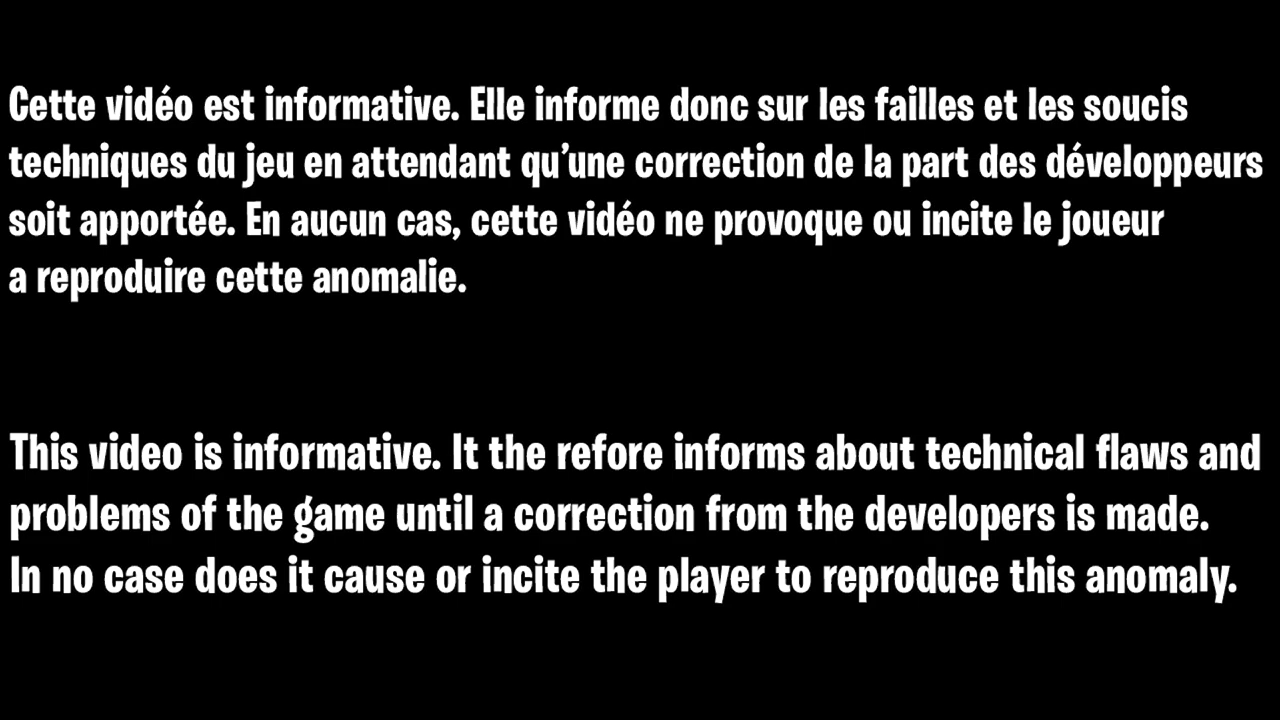 Cette vidéo est informative. Elle informe donc sur les failles et les soucis
techniques du jeu en attendant qu’une correction de la part des développeurs
soit apportée. En aucun cas, cette vidéo ne provoque ou incite le joueur
a reproduire cette anomalie.
This video is informative. It the refore informs about technical flaws and
problems of the game until a correction from the developers is made.
In no case does it cause or incite the player to reproduce this anomaly.